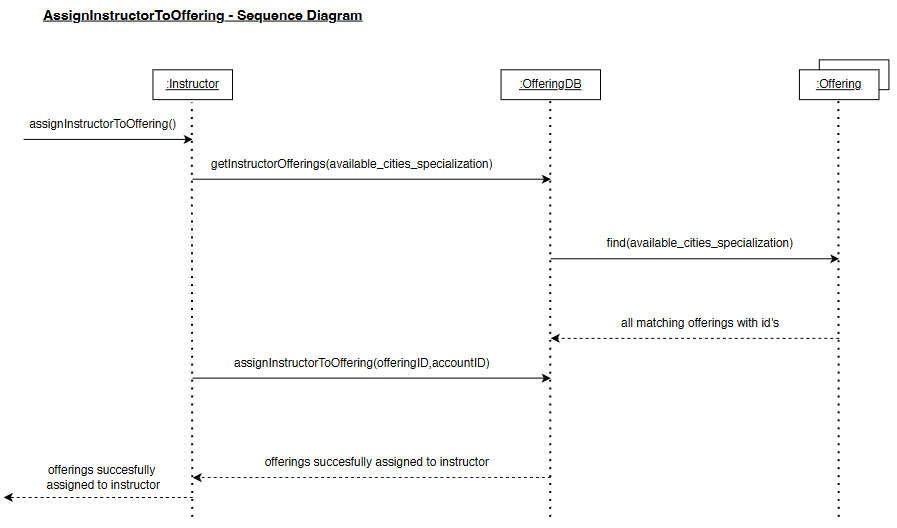 AssignInstructorToOffering - Sequence Diagram
:Instructor
:OfferingDB
:Offering
assignInstructorToOffering()
getInstructorOfferings(available_cities_specialization)
find(available_cities_specialization)
all matching offerings with id's
assignInstructorToOffering(offeringID,accountID)
offerings succesfully assigned to instructor
offerings succesfully
assigned to instructor